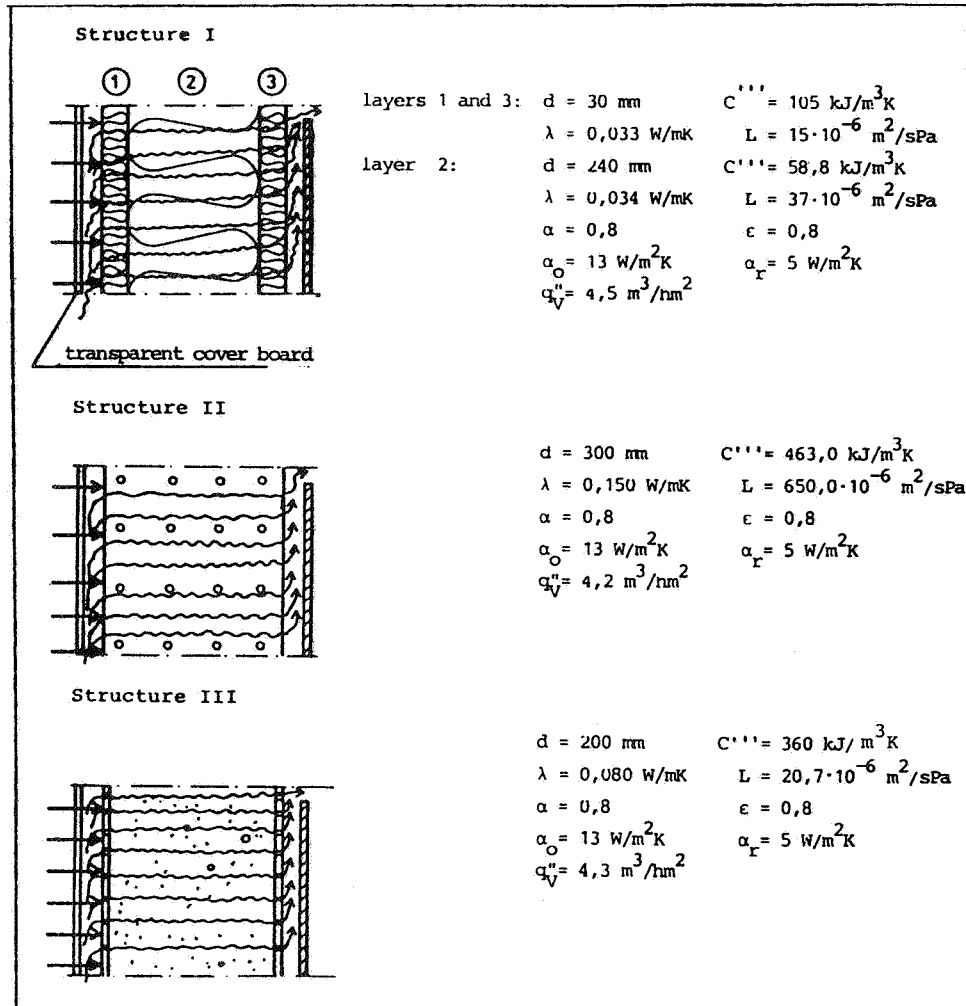 Structure I
① ② ③
layers 1 and 3: d = 30 mm C''' = 105 kJ/m³K
λ = 0,033 W/mK L = 15·10⁻⁶ m²/sPa
layer 2: d = 240 mm C''' = 58,8 kJ/m³K
λ = 0,034 W/mK L = 37·10⁻⁶ m²/sPa
α = 0,8 ε = 0,8
α₀ = 13 W/m²K αᵣ = 5 W/m²K
q''ᵥ = 4,5 m³/hm²
transparent cover board
Structure II
d = 300 mm C''' = 463,0 kJ/m³K
λ = 0,150 W/mK L = 650,0·10⁻⁶ m²/sPa
α = 0,8 ε = 0,8
α₀ = 13 W/m²K αᵣ = 5 W/m²K
q''ᵥ = 4,2 m³/hm²
Structure III
d = 200 mm C''' = 360 kJ/m³K
λ = 0,080 W/mK L = 20,7·10⁻⁶ m²/sPa
α = 0,8 ε = 0,8
α₀ = 13 W/m²K αᵣ = 5 W/m²K
q''ᵥ = 4,3 m³/hm²